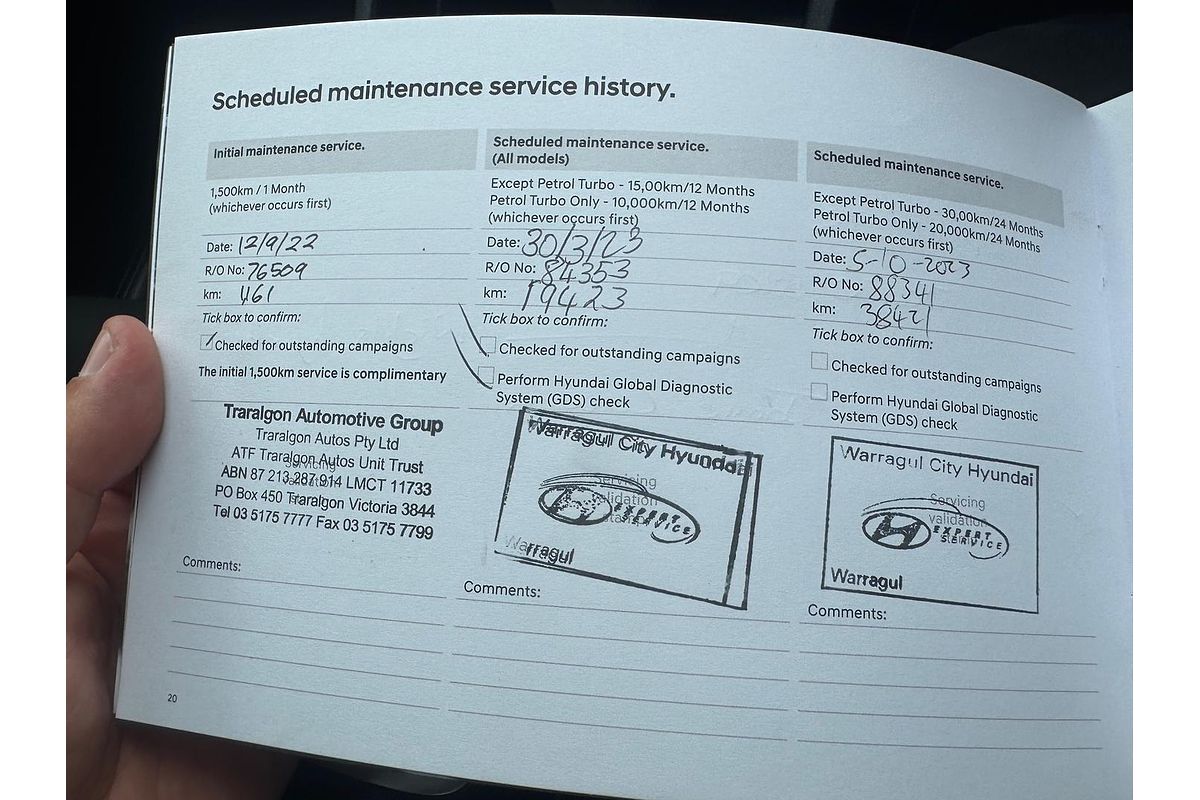 Scheduled maintenance service history.
Initial maintenance service.
1,500km / 1 Month
(whichever occurs first)
Date: 12/9/22
R/O No: 76509
km: 461
Tick box to confirm:
Checked for outstanding campaigns
The initial 1,500km service is complimentary
Traralgon Automotive Group
Traralgon Autos Pty Ltd
ATF Traralgon Autos Unit Trust
Servicing
ABN 87 213 287 914 LMCT 11733
validation
PO Box 450 Traralgon Victoria 3844
Tel 03 5175 7777 Fax 03 5175 7799
Comments:
Scheduled maintenance service.
(All models)
Except Petrol Turbo - 15,00km/12 Months
Petrol Turbo Only - 10,000km/12 Months
(whichever occurs first)
Date: 30/3/23
R/O No: 84353
km: 19423
Tick box to confirm:
Checked for outstanding campaigns
Perform Hyundai Global Diagnostic
System (GDS) check
Warragul City Hyundai
Servicing
validation
stamp
EXPERT
SERVICE
Warragul
Comments:
Scheduled maintenance service.
Except Petrol Turbo - 30,00km/24 Months
Petrol Turbo Only - 20,000km/24 Months
(whichever occurs first)
Date: 5-10-2023
R/O No: 88341
km: 38421
Tick box to confirm:
Checked for outstanding campaigns
Perform Hyundai Global Diagnostic
System (GDS) check
Warragul City Hyundai
Servicing
validation
EXPERT
SERVICE
Warragul
Comments:
20